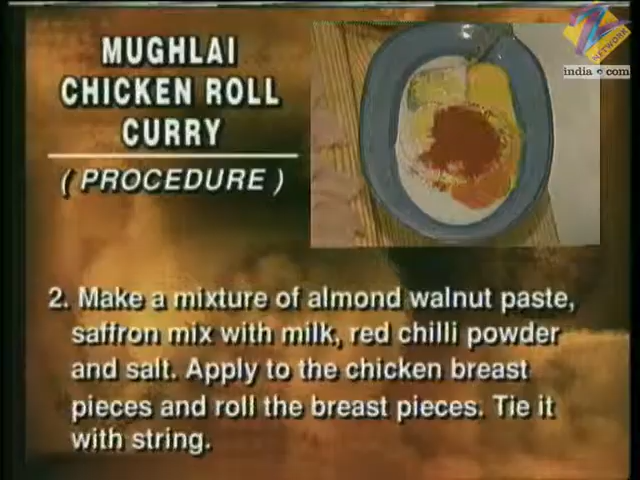 MUGHLAI
CHICKEN ROLL
CURRY
( PROCEDURE )
Z
NETWORK
india.com
2. Make a mixture of almond walnut paste,
saffron mix with milk, red chilli powder
and salt. Apply to the chicken breast
pieces and roll the breast pieces. Tie it
with string.